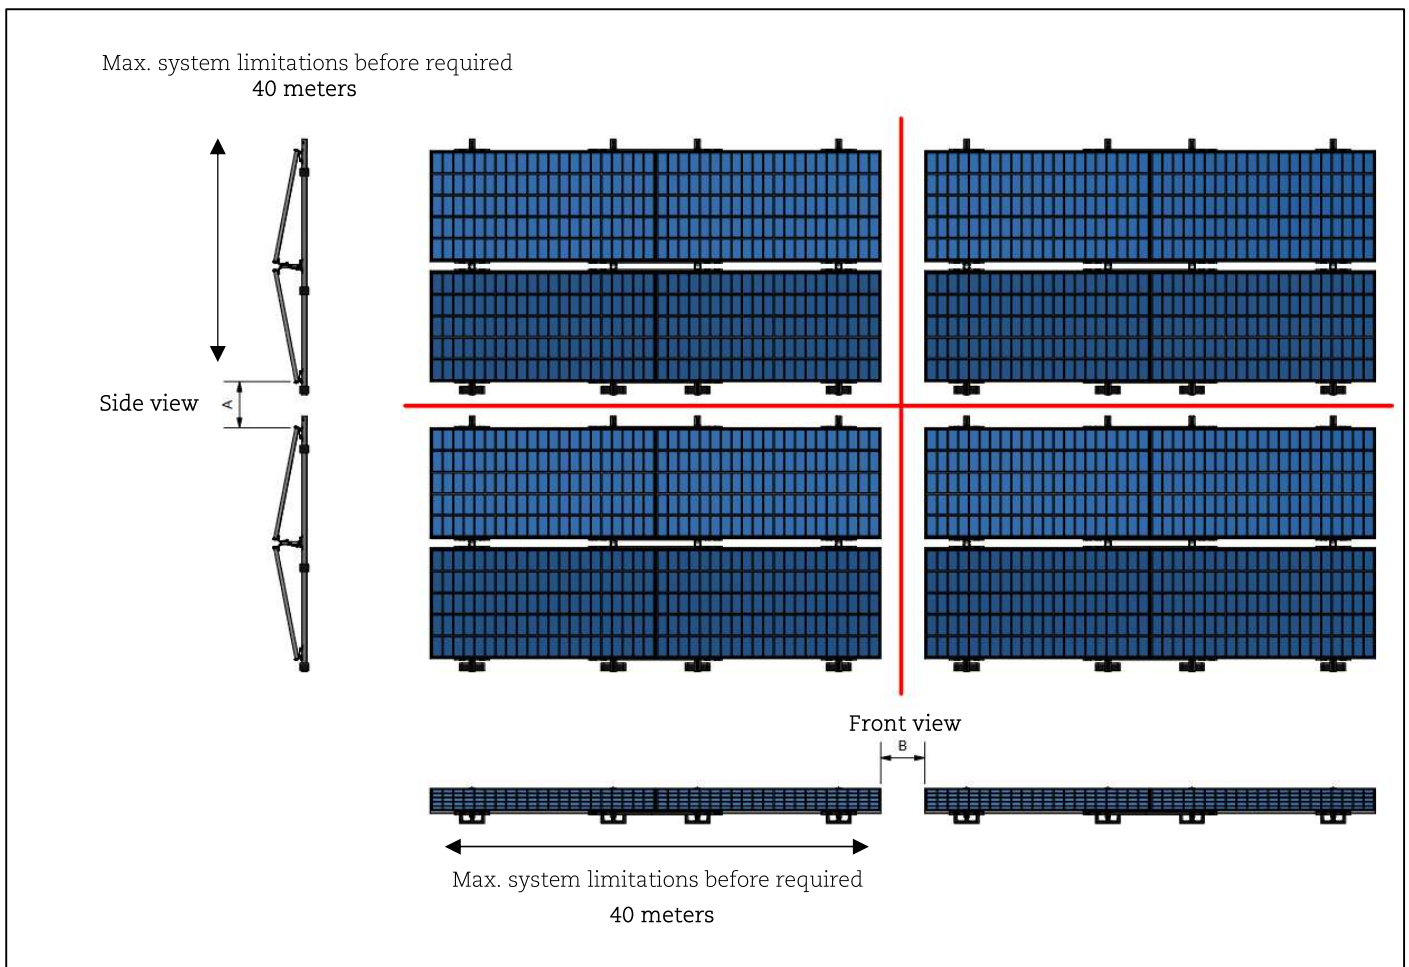 Max. system limitations before required
40 meters
Side view
A
Front view
B
Max. system limitations before required
40 meters